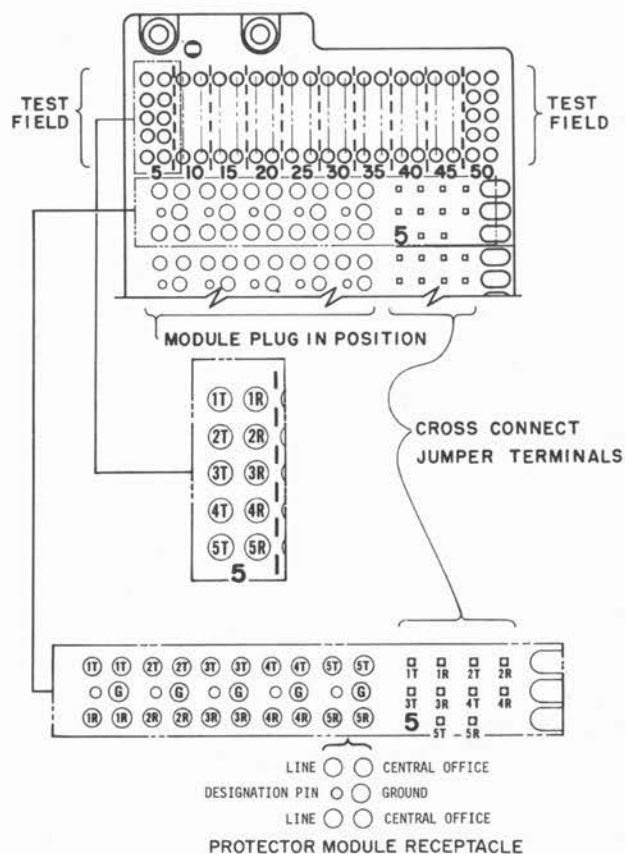 TEST FIELD
TEST FIELD
5 10 15 20 25 30 35 40 45 50
5
MODULE PLUG IN POSITION
CROSS CONNECT
JUMPER TERMINALS
1T 1R
2T 2R
3T 3R
4T 4R
5T 5R
5
1T 1T 2T 2T 3T 3T 4T 4T 5T 5T
1T 1R 2T 2R
G G G G G
3T 3R 4T 4R
1R 1R 2R 2R 3R 3R 4R 4R 5R 5R
5
5T 5R
LINE CENTRAL OFFICE
DESIGNATION PIN GROUND
LINE CENTRAL OFFICE
PROTECTOR MODULE RECEPTACLE